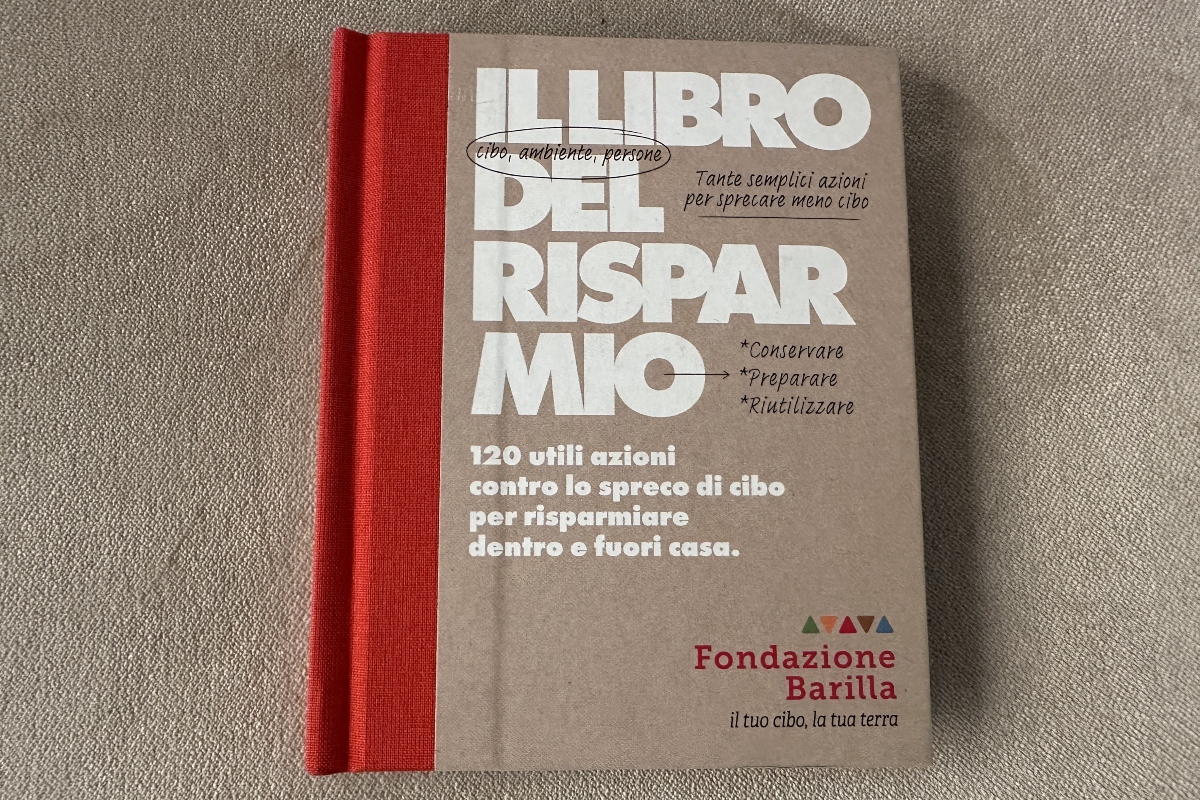 IL LIBRO
cibo, ambiente, persone
DEL
Tante semplici azioni
per sprecare meno cibo
RISPAR
MIO
*Conservare
*Preparare
*Riutilizzare
120 utili azioni
contro lo spreco di cibo
per risparmiare
dentro e fuori casa.
Fondazione
Barilla
il tuo cibo, la tua terra